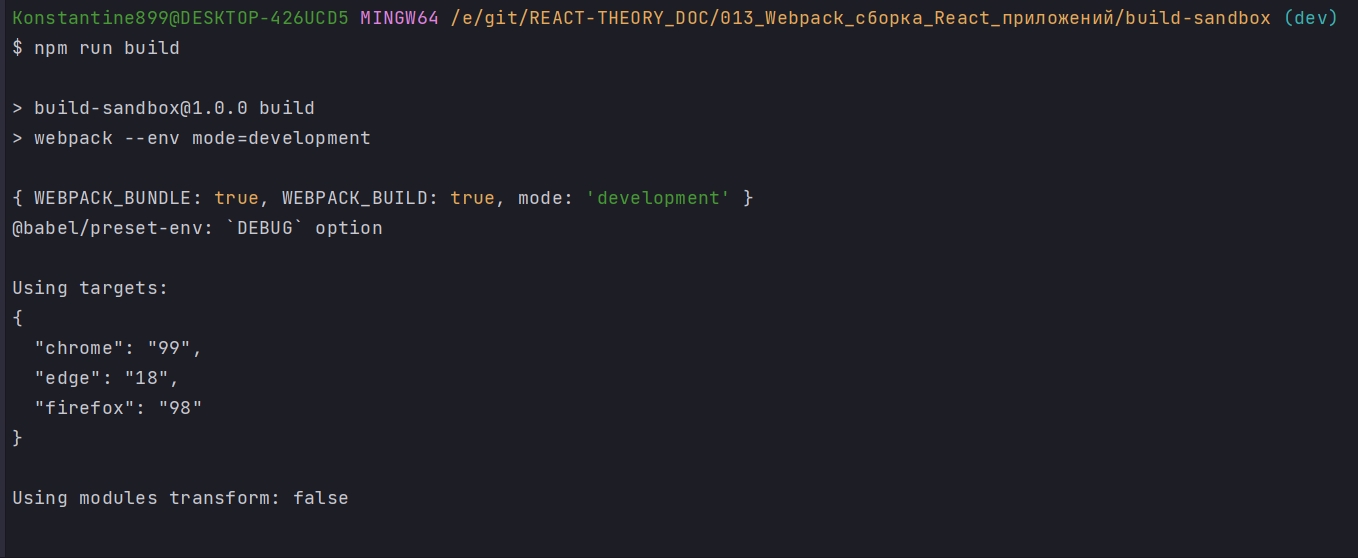 Konstantine899@DESKTOP-426UCD5 MINGW64 /e/git/REACT-THEORY_DOC/013_Webpack_сборка_React_приложений/build-sandbox (dev)
$ npm run build
> build-sandbox@1.0.0 build
> webpack --env mode=development
{ WEBPACK_BUNDLE: true, WEBPACK_BUILD: true, mode: 'development' }
@babel/preset-env: `DEBUG` option
Using targets:
{
  "chrome": "99",
  "edge": "18",
  "firefox": "98"
}
Using modules transform: false